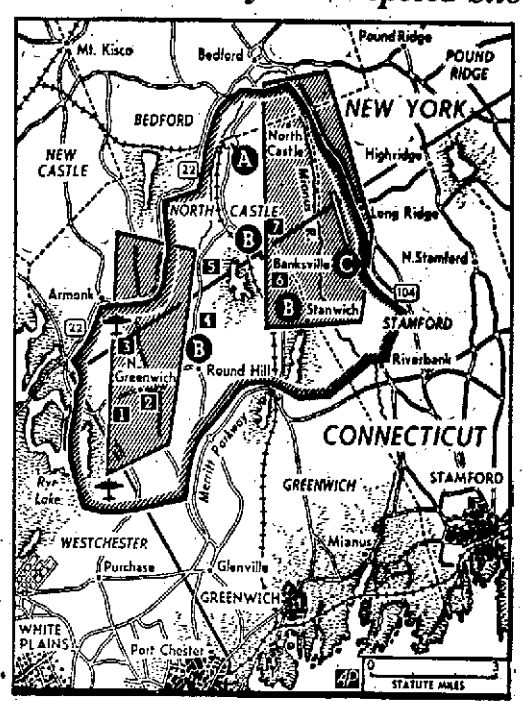 Mt. Kisco
Bedford
Pound Ridge
POUND
RIDGE
BEDFORD
NEW YORK
NEW
CASTLE
North
Castle
A
Highridge
22
Mianus
NORTH CASTLE
Long Ridge
7
B
N. Stamford
5
Banksville
C
6
104
Armonk
B
Stanwich
STAMFORD
22
4
3
B
Riverbank
N.
Greenwich
Round Hill
1
2
CONNECTICUT
Merritt Parkway
Rye
Lake
GREENWICH
STAMFORD
WESTCHESTER
Mianus
Purchase
Glenville
GREENWICH
WHITE
PLAINS
Port Chester
AP
0 3
STATUTE MILES